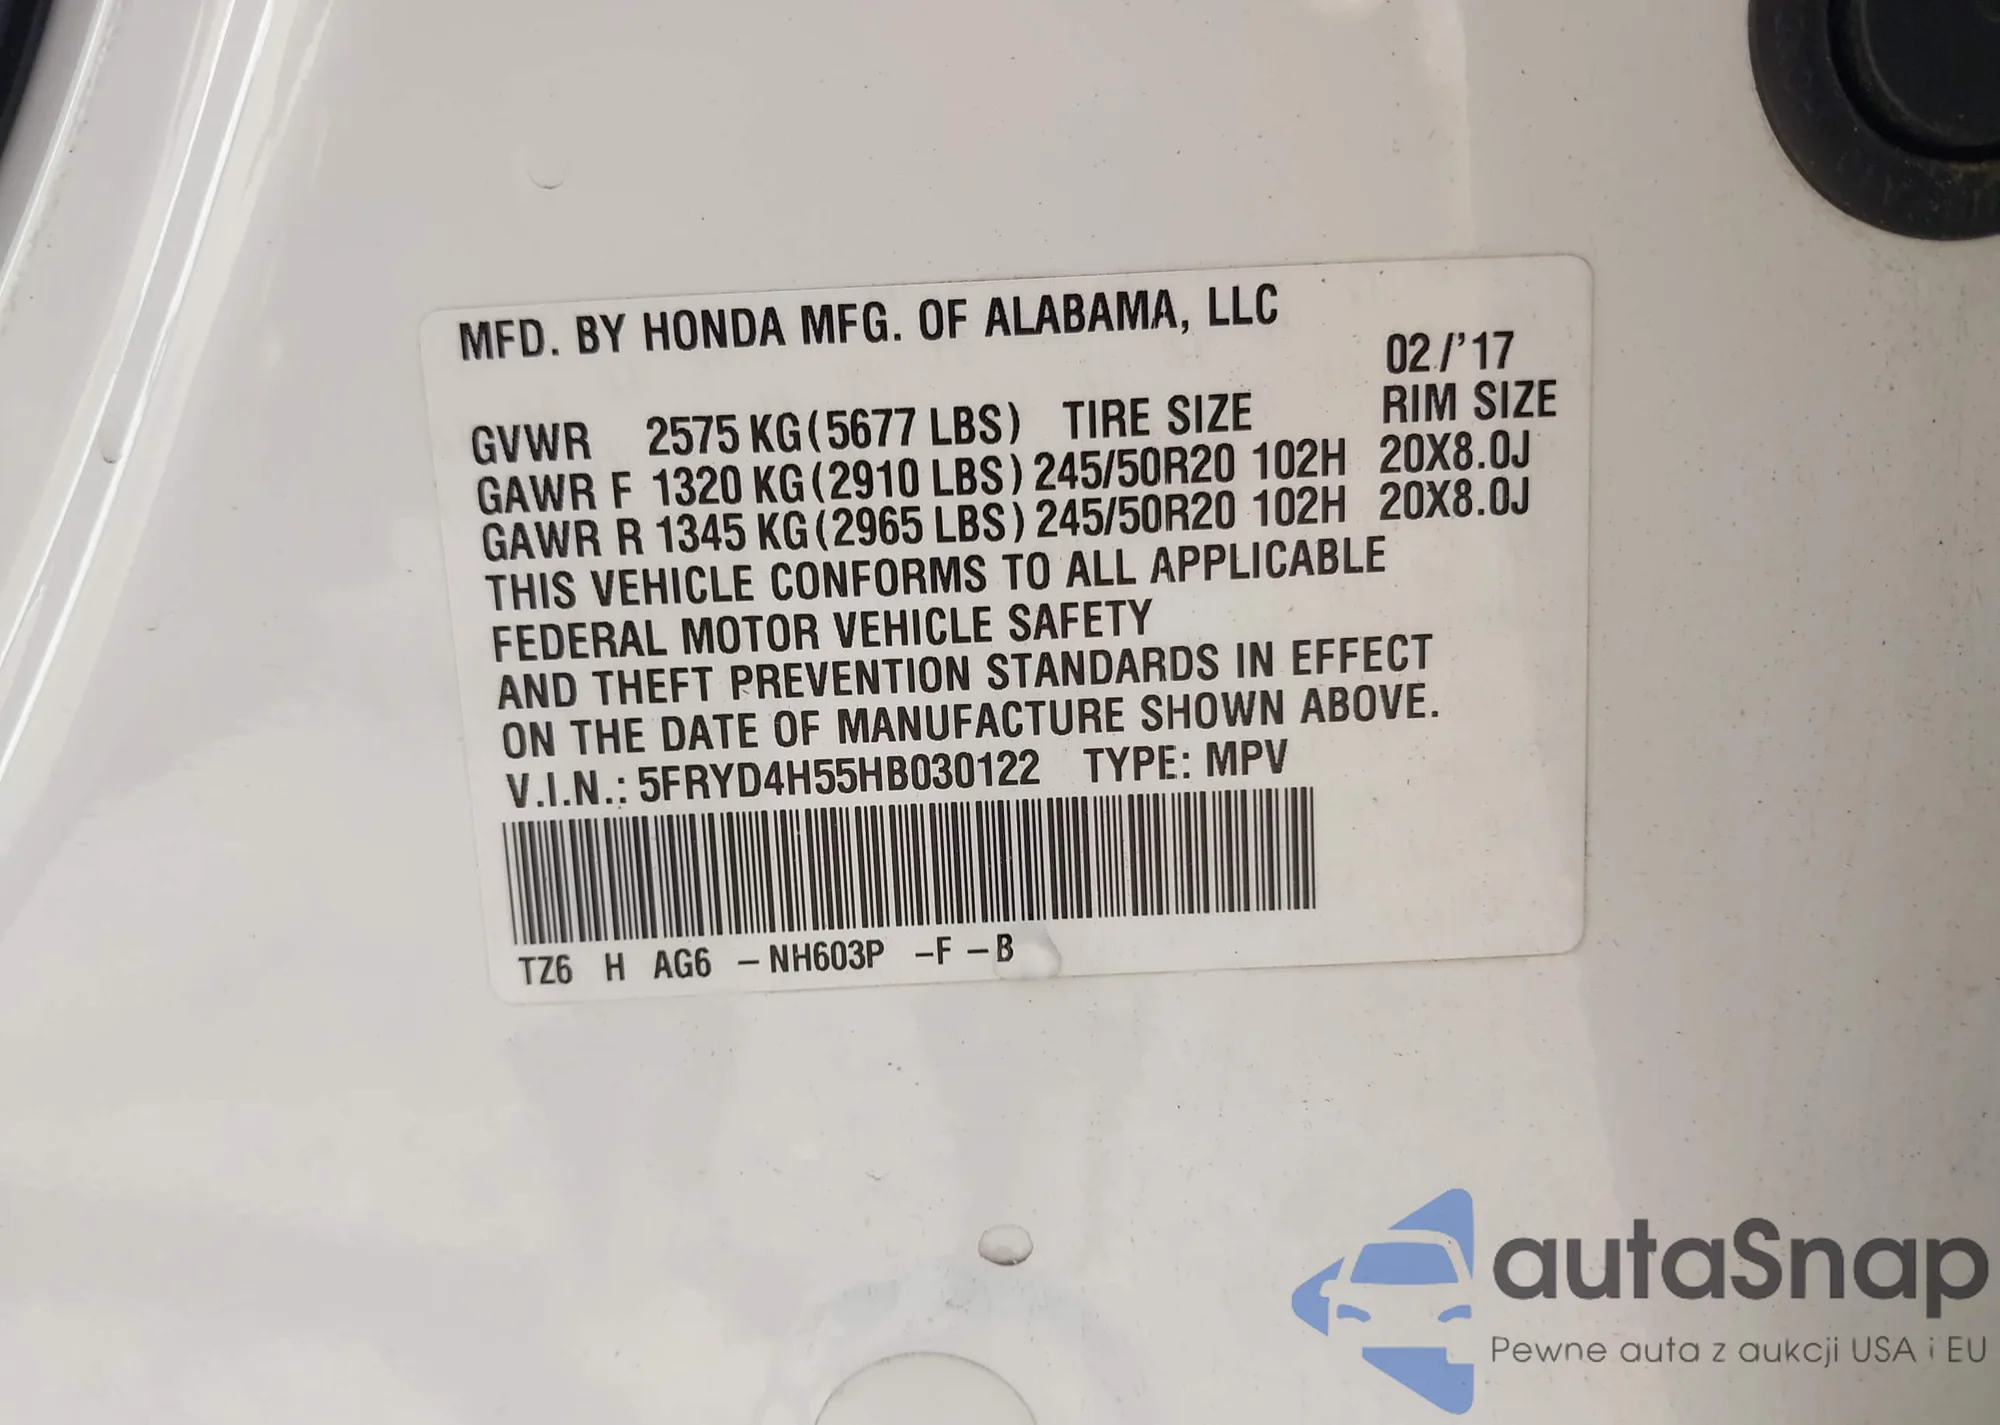 MFD. BY HONDA MFG. OF ALABAMA, LLC
02/'17
GVWR 2575 KG(5677 LBS) TIRE SIZE RIM SIZE
GAWR F 1320 KG(2910 LBS) 245/50R20 102H 20X8.0J
GAWR R 1345 KG(2965 LBS) 245/50R20 102H 20X8.0J
THIS VEHICLE CONFORMS TO ALL APPLICABLE
FEDERAL MOTOR VEHICLE SAFETY
AND THEFT PREVENTION STANDARDS IN EFFECT
ON THE DATE OF MANUFACTURE SHOWN ABOVE.
V.I.N.: 5FRYD4H55HB030122 TYPE: MPV
TZ6 H AG6 –NH603P –F –B
autaSnap
Pewne auta z aukcji USA i EU